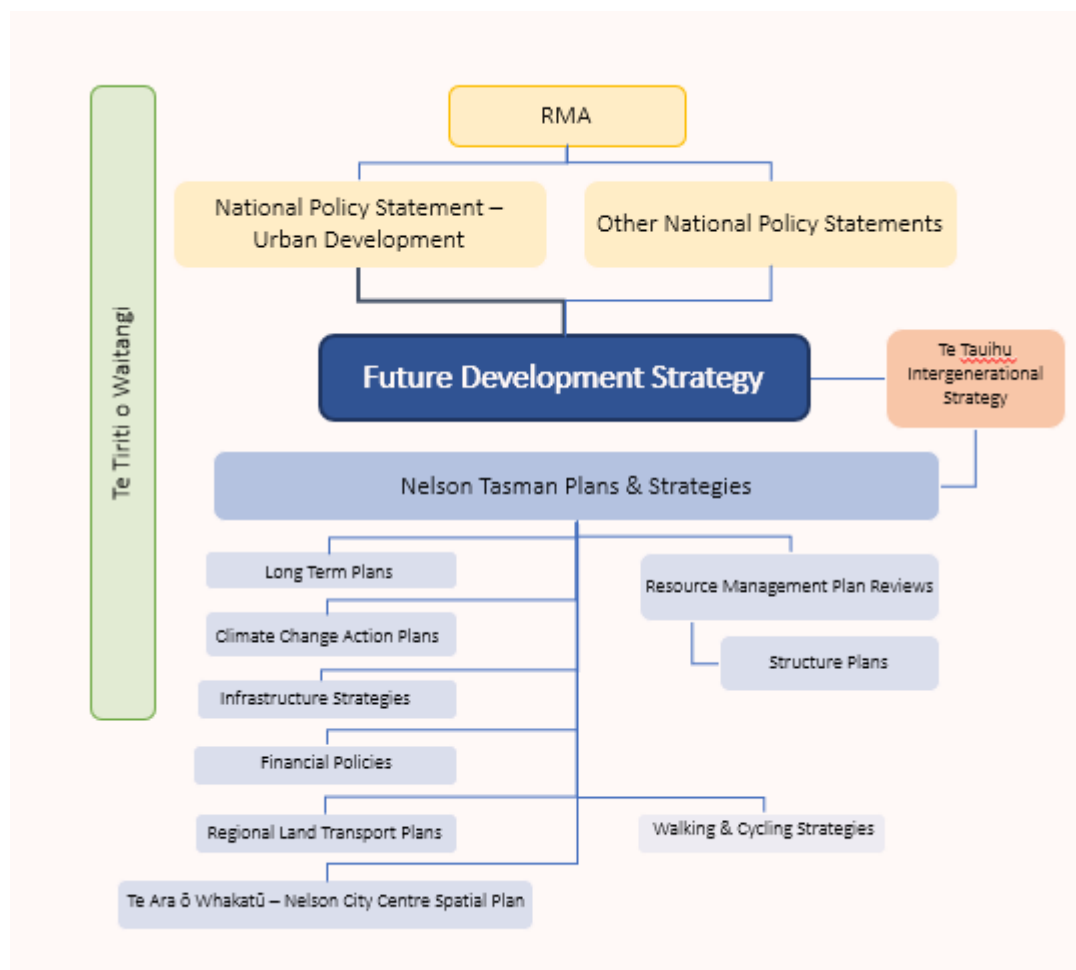 RMA
National Policy Statement –
Urban Development
Other National Policy Statements
Te Tiriti o Waitangi
Future Development Strategy
Te Tauihu
Intergenerational
Strategy
Nelson Tasman Plans & Strategies
Long Term Plans
Resource Management Plan Reviews
Climate Change Action Plans
Structure Plans
Infrastructure Strategies
Financial Policies
Regional Land Transport Plans
Walking & Cycling Strategies
Te Ara ō Whakatū – Nelson City Centre Spatial Plan